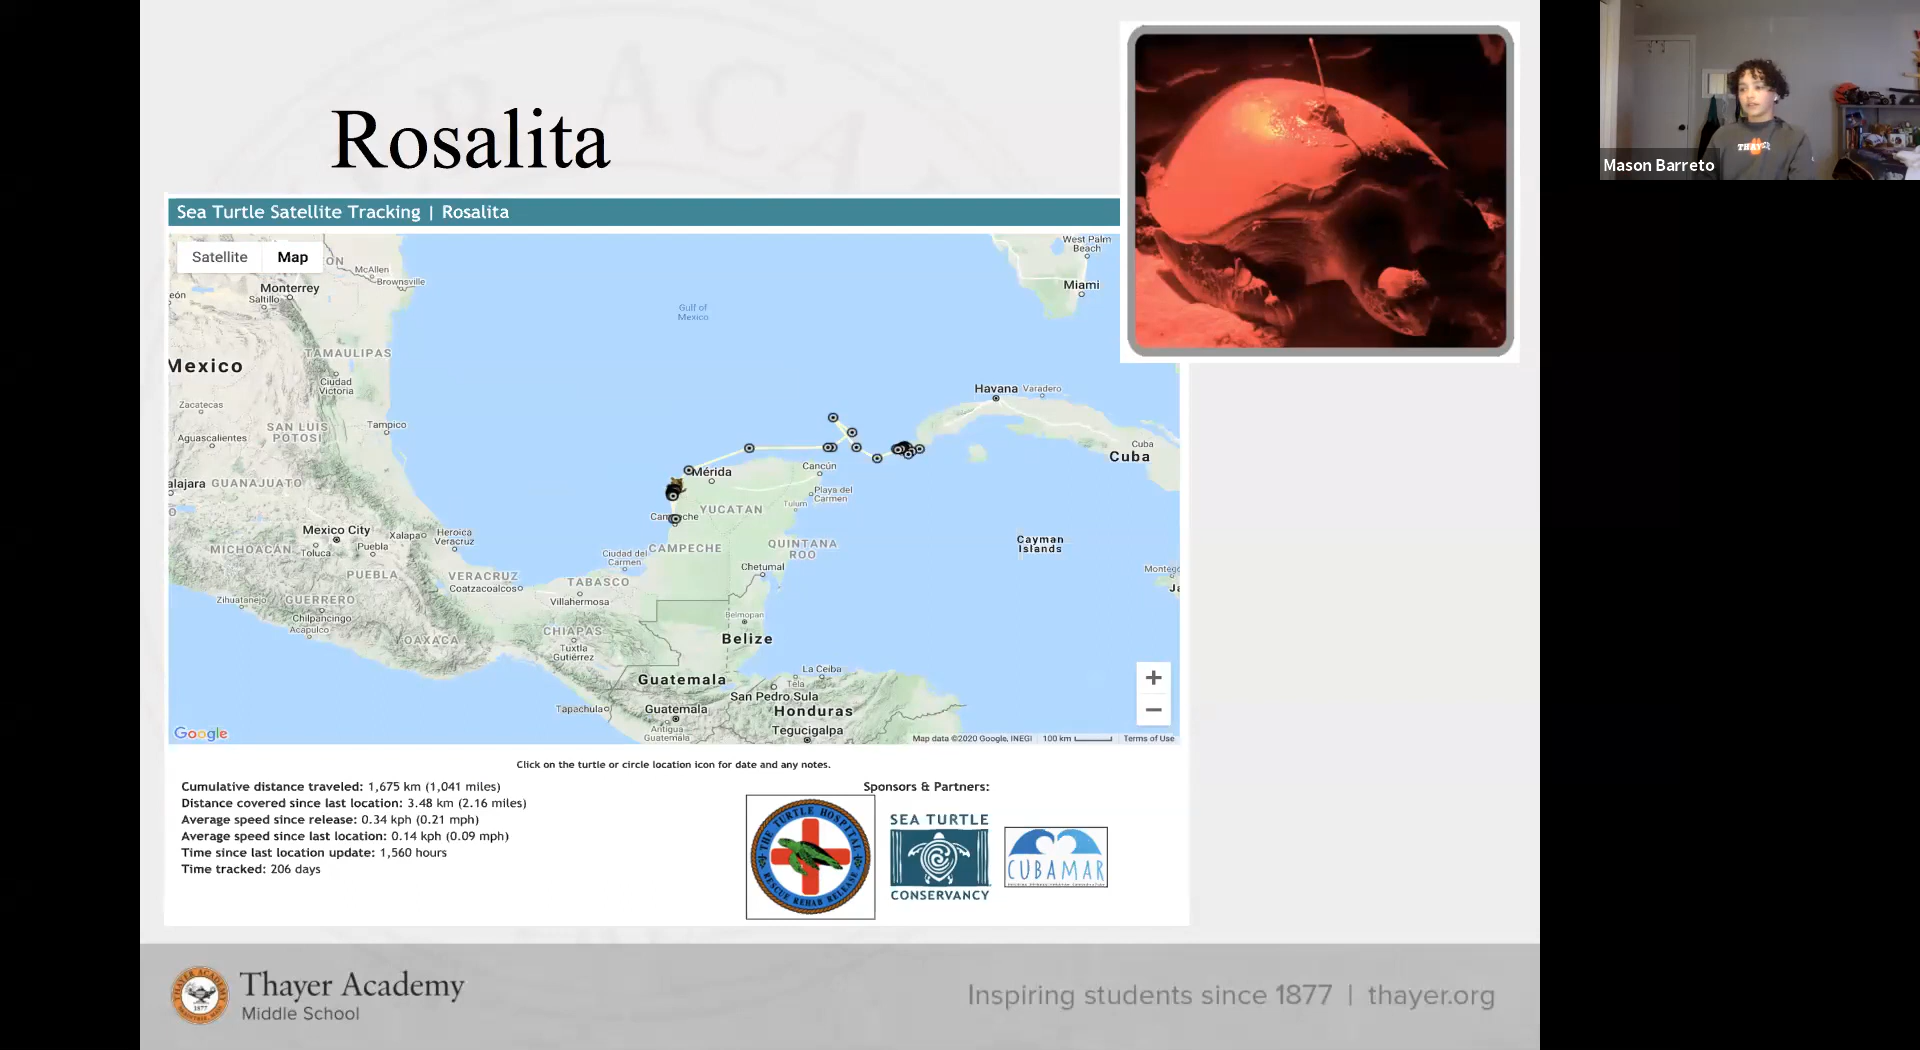 Rosalita
Sea Turtle Satellite Tracking | Rosalita
Satellite
Map
West Palm
Beach
McAllen
Brownsville
Monterrey
Saltillo
Miami
Gulf of
Mexico
TAMAULIPAS
Mexico
Ciudad
Victoria
Havana
Varadero
Zacatecas
SAN LUIS
POTOSI
Tampico
Aguascalientes
Cuba
Cuba
Cancún
Mérida
GUANAJUATO
Playa del
Carmen
Tulum
YUCATAN
Mexico City
Xalapa
Heroica
Veracruz
Cayman
Islands
MICHOACÁN
Toluca
Puebla
Ciudad del
Carmen
CAMPECHE
QUINTANA
ROO
Chetumal
PUEBLA
VERACRUZ
Coatzacoalcos
TABASCO
Villahermosa
Zihuatanejo
GUERRERO
Chilpancingo
Acapulco
Belmopan
OAXACA
CHIAPAS
Tuxtla
Gutiérrez
Belize
La Ceiba
Tela
Guatemala
San Pedro Sula
Tapachula
Guatemala
Honduras
Antigua
Guatemala
Tegucigalpa
Google
Map data ©2020 Google, INEGI
100 km
Terms of Use
Click on the turtle or circle location icon for date and any notes.
Cumulative distance traveled: 1,675 km (1,041 miles)
Distance covered since last location: 3.48 km (2.16 miles)
Average speed since release: 0.34 kph (0.21 mph)
Average speed since last location: 0.14 kph (0.09 mph)
Time since last location update: 1,560 hours
Time tracked: 206 days
Sponsors & Partners:
THE TURTLE HOSPITAL
RESCUE REHAB RELEASE
SEA TURTLE
CONSERVANCY
CUBAMAR
Thayer Academy
Middle School
Inspiring students since 1877 | thayer.org
Mason Barreto